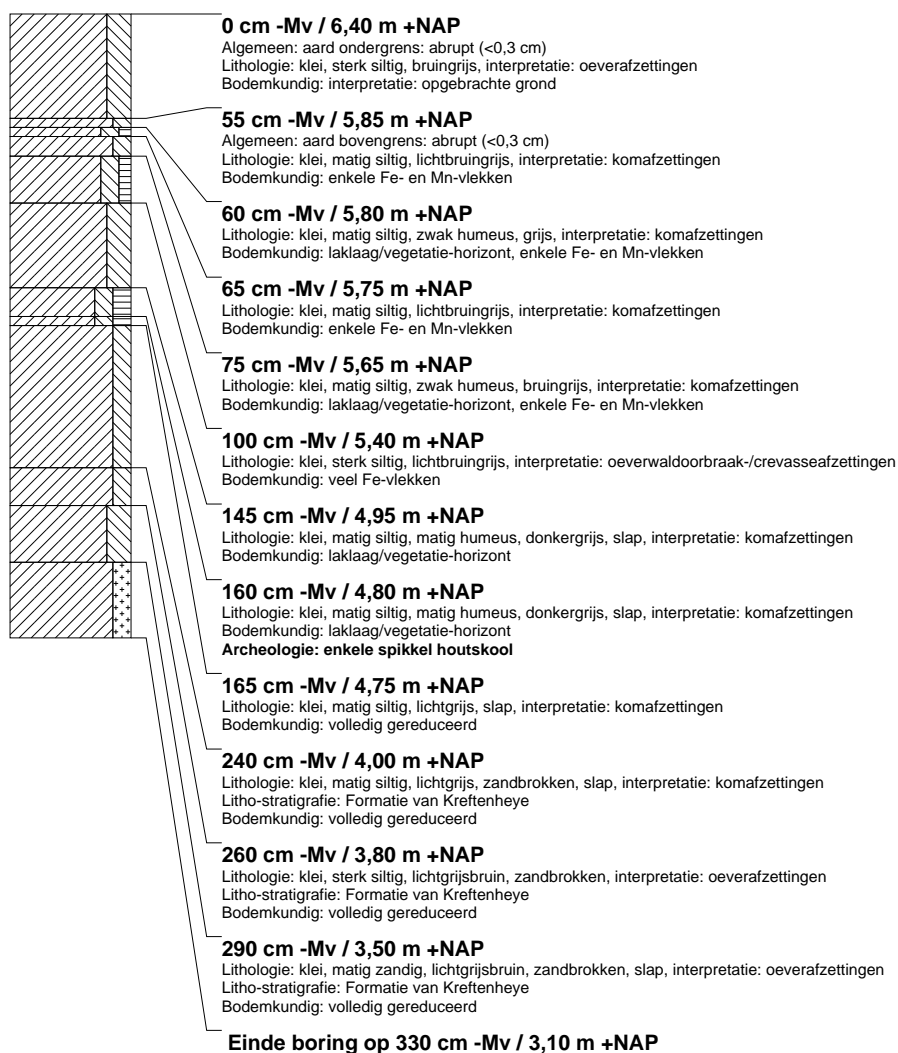 0 cm -Mv / 6,40 m +NAP
Algemeen: aard ondergrens: abrupt (<0,3 cm)
Lithologie: klei, sterk siltig, bruingrijs, interpretatie: oeverafzettingen
Bodemkundig: interpretatie: opgebrachte grond
55 cm -Mv / 5,85 m +NAP
Algemeen: aard bovengrens: abrupt (<0,3 cm)
Lithologie: klei, matig siltig, lichtbruingrijs, interpretatie: komafzettingen
Bodemkundig: enkele Fe- en Mn-vlekken
60 cm -Mv / 5,80 m +NAP
Lithologie: klei, matig siltig, zwak humeus, grijs, interpretatie: komafzettingen
Bodemkundig: laklaag/vegetatie-horizont, enkele Fe- en Mn-vlekken
65 cm -Mv / 5,75 m +NAP
Lithologie: klei, matig siltig, lichtbruingrijs, interpretatie: komafzettingen
Bodemkundig: enkele Fe- en Mn-vlekken
75 cm -Mv / 5,65 m +NAP
Lithologie: klei, matig siltig, zwak humeus, bruingrijs, interpretatie: komafzettingen
Bodemkundig: laklaag/vegetatie-horizont, enkele Fe- en Mn-vlekken
100 cm -Mv / 5,40 m +NAP
Lithologie: klei, sterk siltig, lichtbruingrijs, interpretatie: oeverwaldoorbraak-/crevasseafzettingen
Bodemkundig: veel Fe-vlekken
145 cm -Mv / 4,95 m +NAP
Lithologie: klei, matig siltig, matig humeus, donkergrijs, slap, interpretatie: komafzettingen
Bodemkundig: laklaag/vegetatie-horizont
160 cm -Mv / 4,80 m +NAP
Lithologie: klei, matig siltig, matig humeus, donkergrijs, slap, interpretatie: komafzettingen
Bodemkundig: laklaag/vegetatie-horizont
Archeologie: enkele spikkel houtskool
165 cm -Mv / 4,75 m +NAP
Lithologie: klei, matig siltig, lichtgrijs, slap, interpretatie: komafzettingen
Bodemkundig: volledig gereduceerd
240 cm -Mv / 4,00 m +NAP
Lithologie: klei, matig siltig, lichtgrijs, zandbrokken, slap, interpretatie: komafzettingen
Litho-stratigrafie: Formatie van Kreftenheye
Bodemkundig: volledig gereduceerd
260 cm -Mv / 3,80 m +NAP
Lithologie: klei, sterk siltig, lichtgrijsbruin, zandbrokken, interpretatie: oeverafzettingen
Litho-stratigrafie: Formatie van Kreftenheye
Bodemkundig: volledig gereduceerd
290 cm -Mv / 3,50 m +NAP
Lithologie: klei, matig zandig, lichtgrijsbruin, zandbrokken, slap, interpretatie: oeverafzettingen
Litho-stratigrafie: Formatie van Kreftenheye
Bodemkundig: volledig gereduceerd
Einde boring op 330 cm -Mv / 3,10 m +NAP